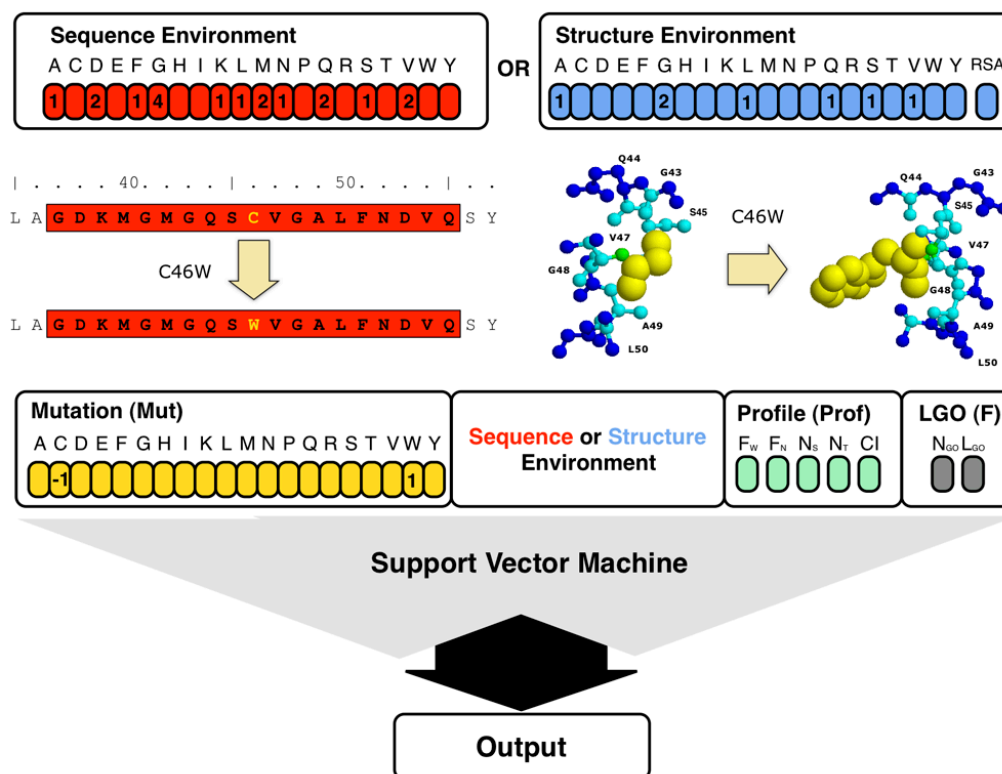 Sequence Environment
A C D E F G H I K L M N P Q R S T V W Y
1 2 1 4 1 1 2 1 2 1 2
OR
Structure Environment
A C D E F G H I K L M N P Q R S T V W Y RSA
1 2 1 1 1 1
| . . . . 40. . . . | . . . . 50. . . . | . .
L A G D K M G M G Q S C V G A L F N D V Q S Y
C46W
L A G D K M G M G Q S W V G A L F N D V Q S Y
Q44
G43
S45
V47
G48
A49
L50
C46W
Q44
G43
S45
V47
G48
A49
L50
Mutation (Mut)
A C D E F G H I K L M N P Q R S T V W Y
-1 1
Sequence or Structure
Environment
Profile (Prof)
FW FN NS NT CI
LGO (F)
NGO LGO
Support Vector Machine
Output